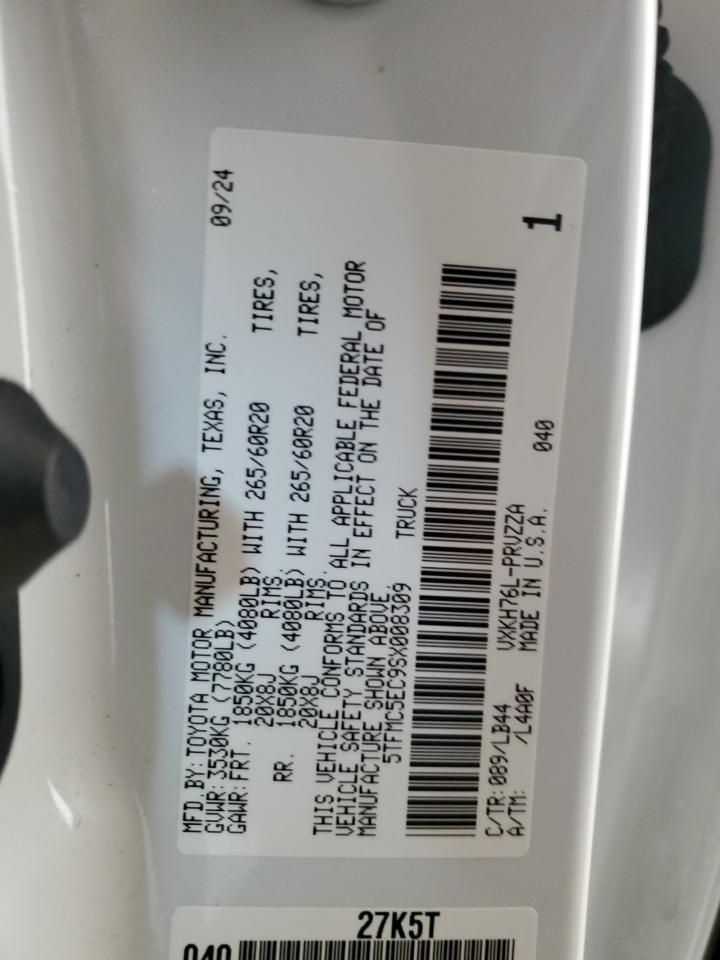 MFD.BY:TOYOTA MOTOR MANUFACTURING, TEXAS, INC. 09/24
GVWR:3530KG (7780LB)
GAWR:FRT. 1850KG (4080LB) WITH 265/60R20 TIRES,
20X8J RIMS.
RR. 1850KG (4080LB) WITH 265/60R20 TIRES,
20X8J RIMS.
THIS VEHICLE CONFORMS TO ALL APPLICABLE FEDERAL MOTOR
VEHICLE SAFETY STANDARDS IN EFFECT ON THE DATE OF
MANUFACTURE SHOWN ABOVE.
5TFMC5EC9SX008309 TRUCK
C/TR:089/LB44 VXKH76L-PRVZZA
A/TM: /L4A0F MADE IN U.S.A. 040 1
27K5T
040